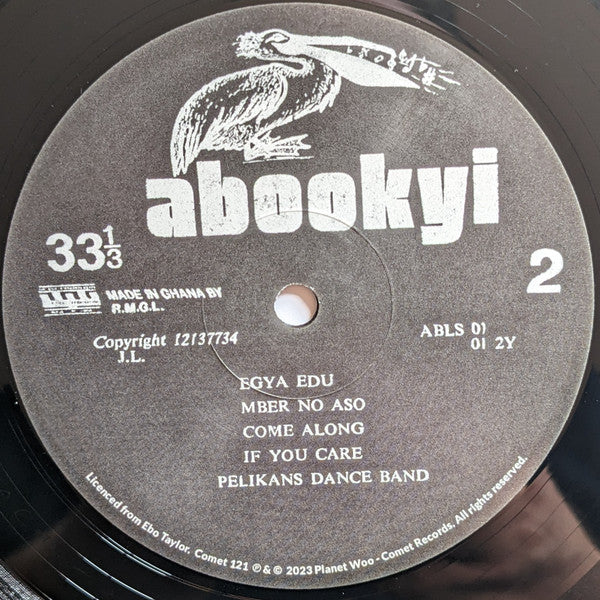 abookyi
33 1/3
2
MADE IN GHANA BY
R.M.G.L.
Copyright 12137734
J.L.
ABLS 01
01 2Y
EGYA EDU
MBER NO ASO
COME ALONG
IF YOU CARE
PELIKANS DANCE BAND
Licenced from Ebo Taylor. Comet 121 ℗ & © 2023 Planet Woo - Comet Records. All rights reserved.